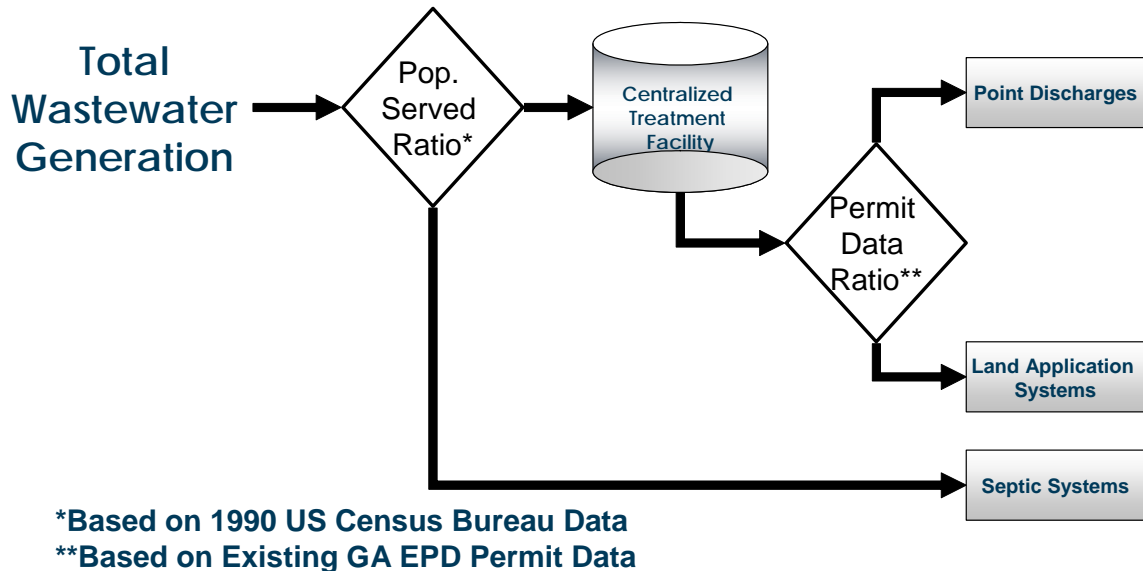 Total
Wastewater
Generation
Pop.
Served
Ratio*
Centralized
Treatment
Facility
Point Discharges
Permit
Data
Ratio**
Land Application
Systems
Septic Systems
*Based on 1990 US Census Bureau Data
**Based on Existing GA EPD Permit Data